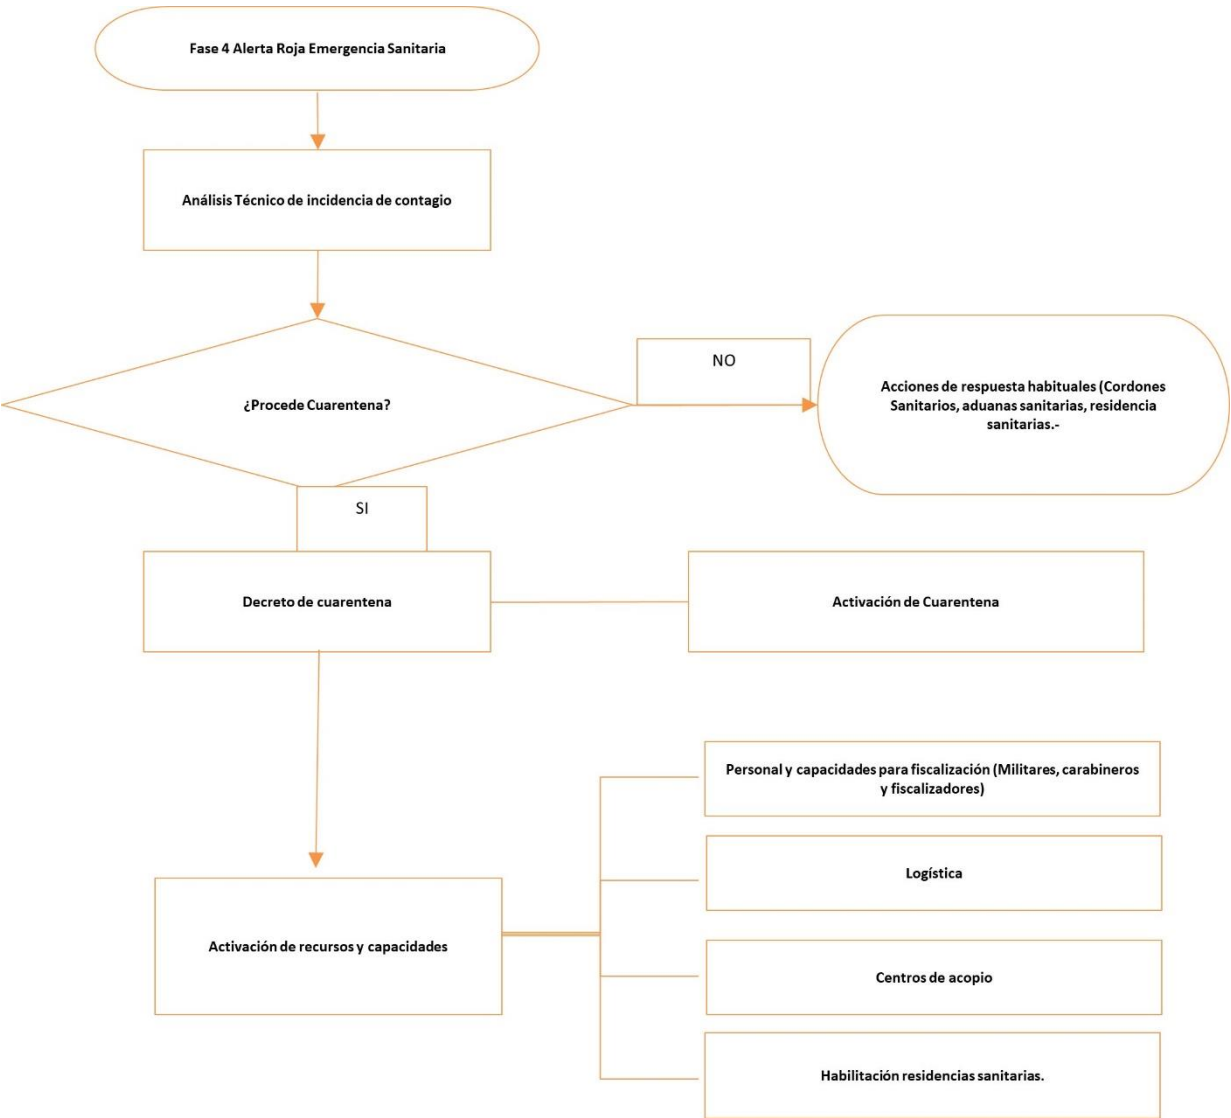 Fase 4 Alerta Roja Emergencia Sanitaria
Análisis Técnico de incidencia de contagio
¿Procede Cuarentena?
NO
Acciones de respuesta habituales (Cordones
Sanitarios, aduanas sanitarias, residencia
sanitarias.-
SI
Decreto de cuarentena
Activación de Cuarentena
Personal y capacidades para fiscalización (Militares, carabineros
y fiscalizadores)
Logística
Activación de recursos y capacidades
Centros de acopio
Habilitación residencias sanitarias.